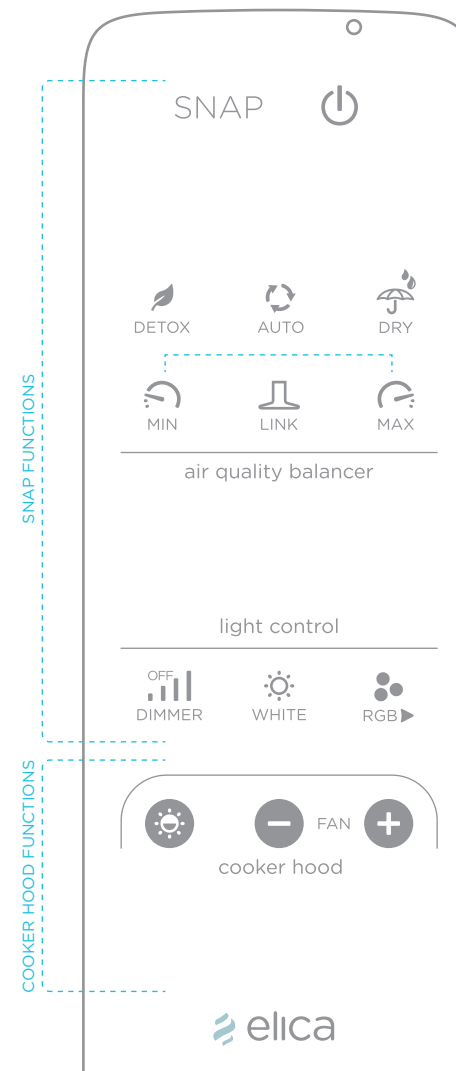 SNAP
DETOX AUTO DRY
MIN LINK MAX
air quality balancer
SNAP FUNCTIONS
light control
OFF
DIMMER WHITE RGB
FAN
cooker hood
COOKER HOOD FUNCTIONS
elica